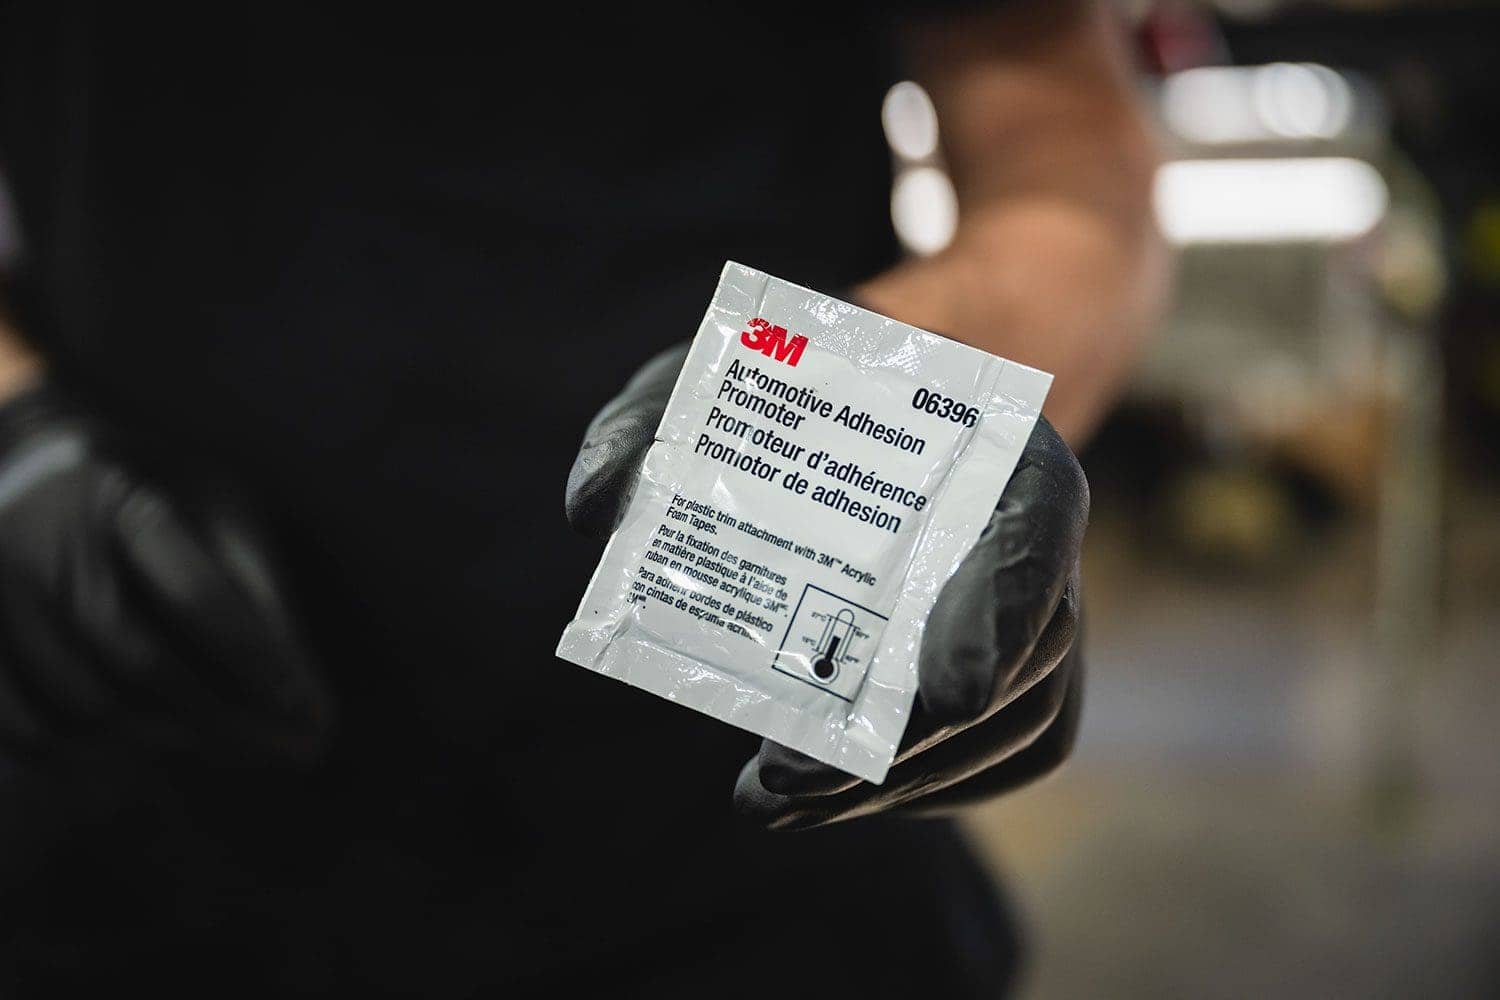 3M
06396
Automotive Adhesion
Promoter
Promoteur d'adhérence
Promotor de adhesion
For plastic trim attachment with 3M™ Acrylic
Foam Tapes.
Pour la fixation des garnitures
en matière plastique à l'aide de
ruban en mousse acrylique 3M™.
Para adherir bordes de plástico
con cintas de espuma
3M™